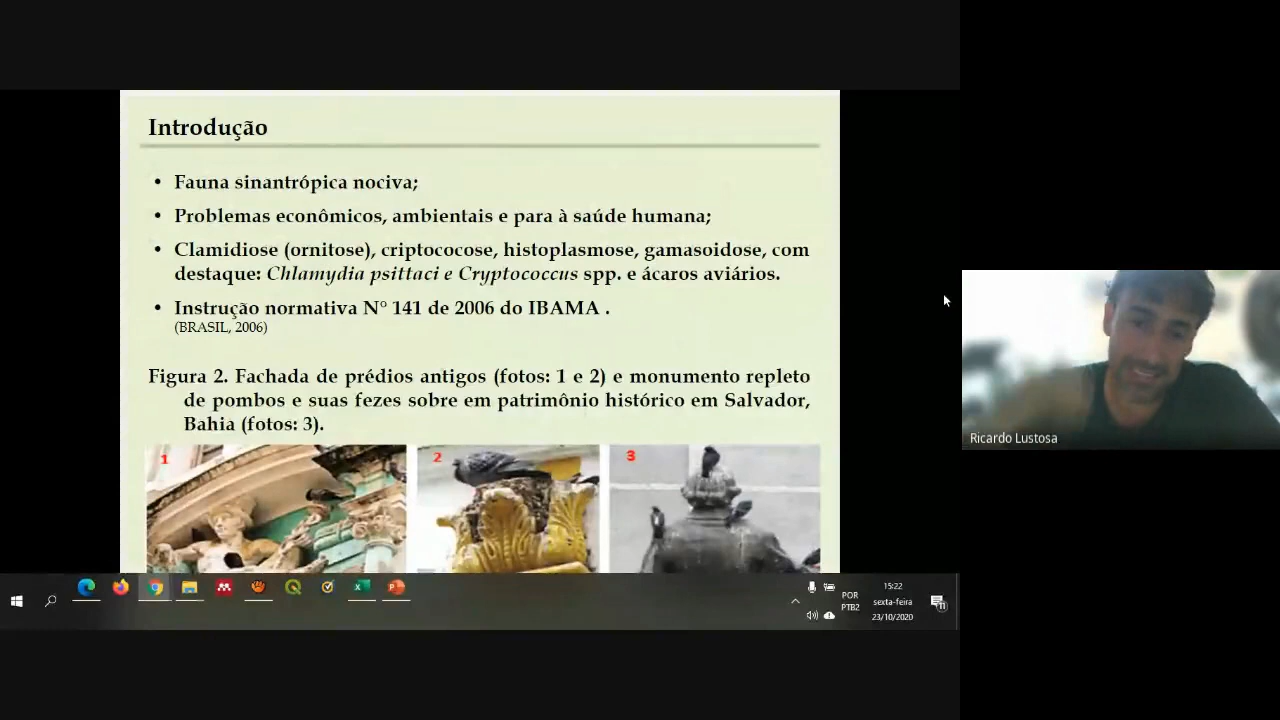 Introdução
• Fauna sinantrópica nociva;
• Problemas econômicos, ambientais e para à saúde humana;
• Clamidiose (ornitose), criptococose, histoplasmose, gamasoidose, com
destaque: Chlamydia psittaci e Cryptococcus spp. e ácaros aviários.
• Instrução normativa Nº 141 de 2006 do IBAMA .
(BRASIL, 2006)
Figura 2. Fachada de prédios antigos (fotos: 1 e 2) e monumento repleto
de pombos e suas fezes sobre em patrimônio histórico em Salvador,
Bahia (fotos: 3).
1
2
3
Ricardo Lustosa
POR
PTB2
15:22
sexta-feira
23/10/2020
11